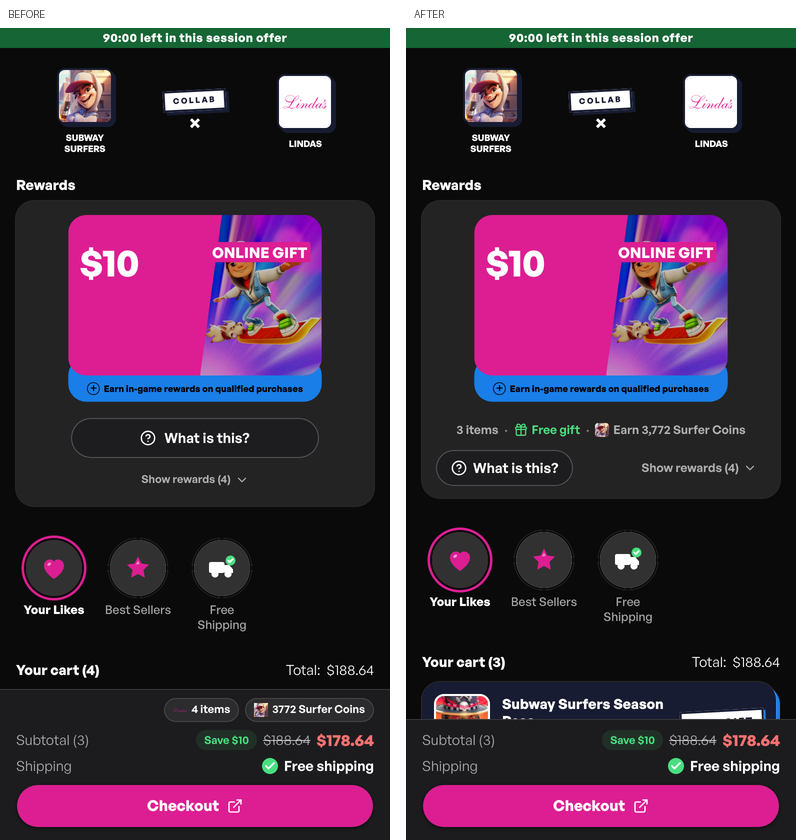 BEFORE
90:00 left in this session offer
COLLAB
Linda's
SUBWAY
SURFERS
LINDAS
Rewards
$10
ONLINE GIFT
Earn in-game rewards on qualified purchases
What is this?
Show rewards (4)
Your Likes
Best Sellers
Free
Shipping
Your cart (4)
Total: $188.64
4 items
3772 Surfer Coins
Subtotal (3)
Save $10
$188.64
$178.64
Shipping
Free shipping
Checkout
AFTER
90:00 left in this session offer
COLLAB
Linda's
SUBWAY
SURFERS
LINDAS
Rewards
$10
ONLINE GIFT
Earn in-game rewards on qualified purchases
3 items · Free gift · Earn 3,772 Surfer Coins
What is this?
Show rewards (4)
Your Likes
Best Sellers
Free
Shipping
Your cart (3)
Total: $188.64
Subway Surfers Season
Subtotal (3)
Save $10
$188.64
$178.64
Shipping
Free shipping
Checkout